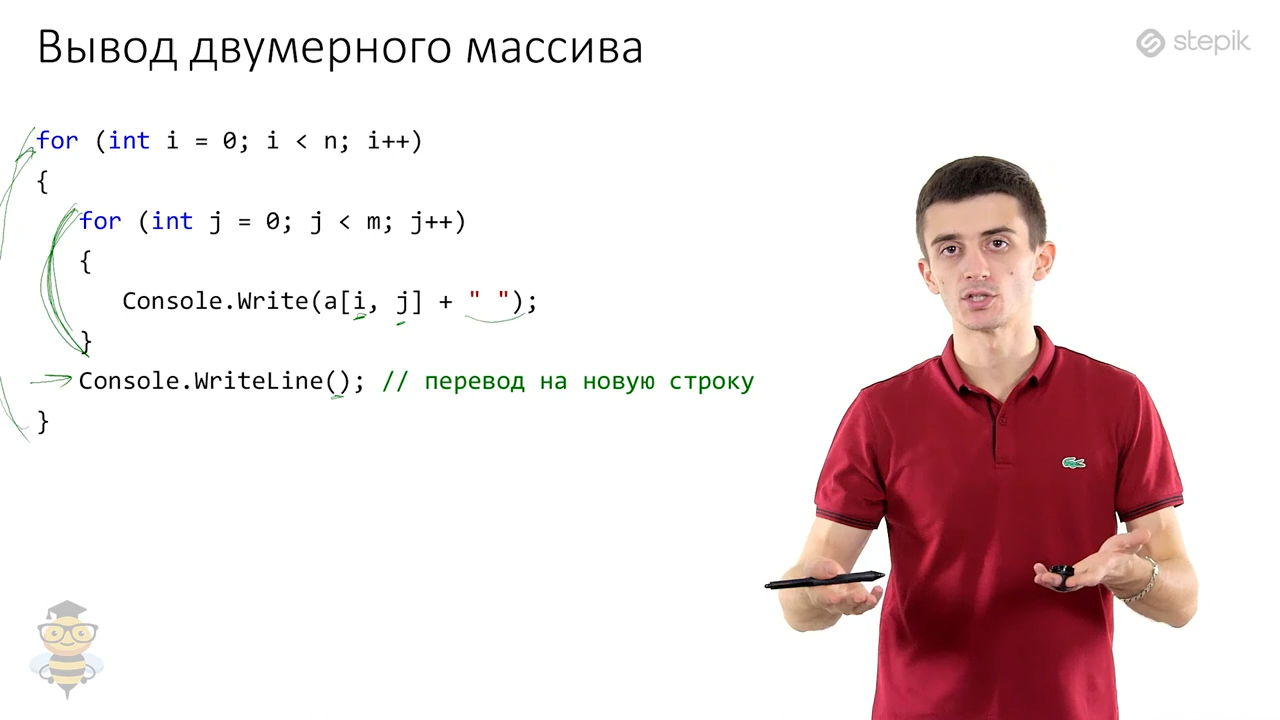 Вывод двумерного массива
stepik
for (int i = 0; i < n; i++)
{
for (int j = 0; j < m; j++)
{
Console.Write(a[i, j] + " ");
}
Console.WriteLine(); // перевод на новую строку
}